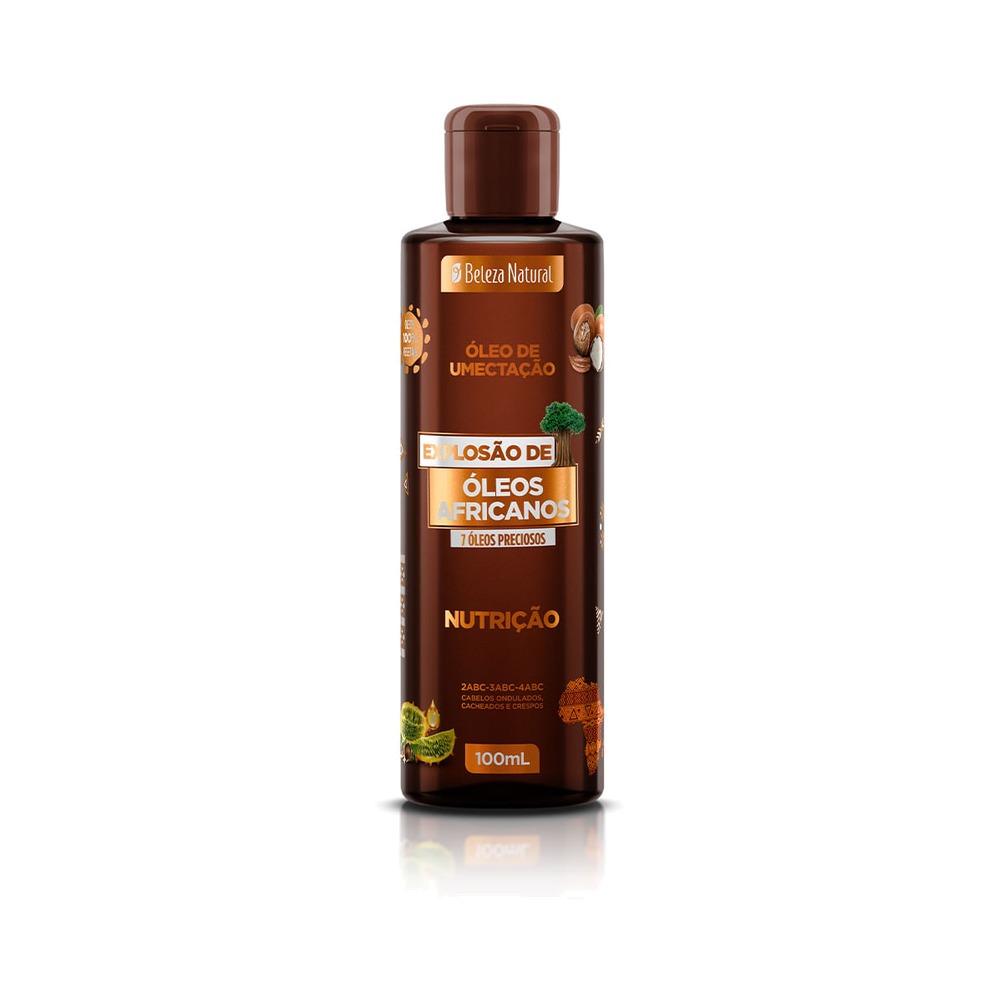 Beleza Natural
ÓLEO DE
UMECTAÇÃO
100%
EXPLOSÃO DE
ÓLEOS
AFRICANOS
7 ÓLEOS PRECIOSOS
NUTRIÇÃO
2ABC-3ABC-4ABC
CABELOS ONDULADOS,
CACHEADOS E CRESPOS
100mL